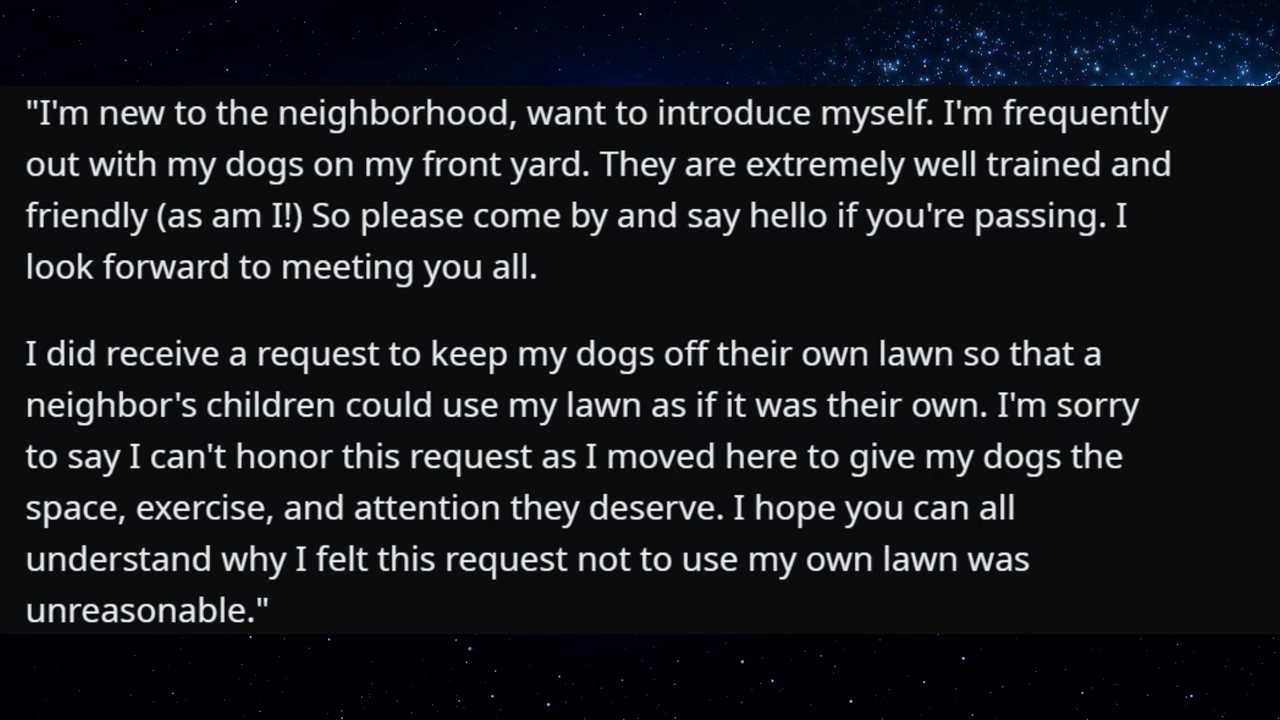 "I'm new to the neighborhood, want to introduce myself. I'm frequently
out with my dogs on my front yard. They are extremely well trained and
friendly (as am I!) So please come by and say hello if you're passing. I
look forward to meeting you all.
I did receive a request to keep my dogs off their own lawn so that a
neighbor's children could use my lawn as if it was their own. I'm sorry
to say I can't honor this request as I moved here to give my dogs the
space, exercise, and attention they deserve. I hope you can all
understand why I felt this request not to use my own lawn was
unreasonable."